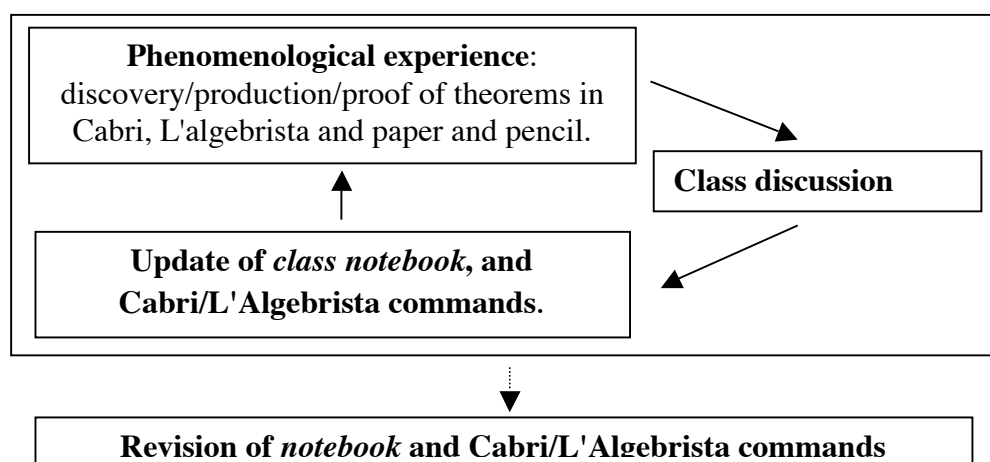 Phenomenological experience:
discovery/production/proof of theorems in
Cabri, L'algebrista and paper and pencil.
Class discussion
Update of class notebook, and
Cabri/L'Algebrista commands.
Revision of notebook and Cabri/L'Algebrista commands